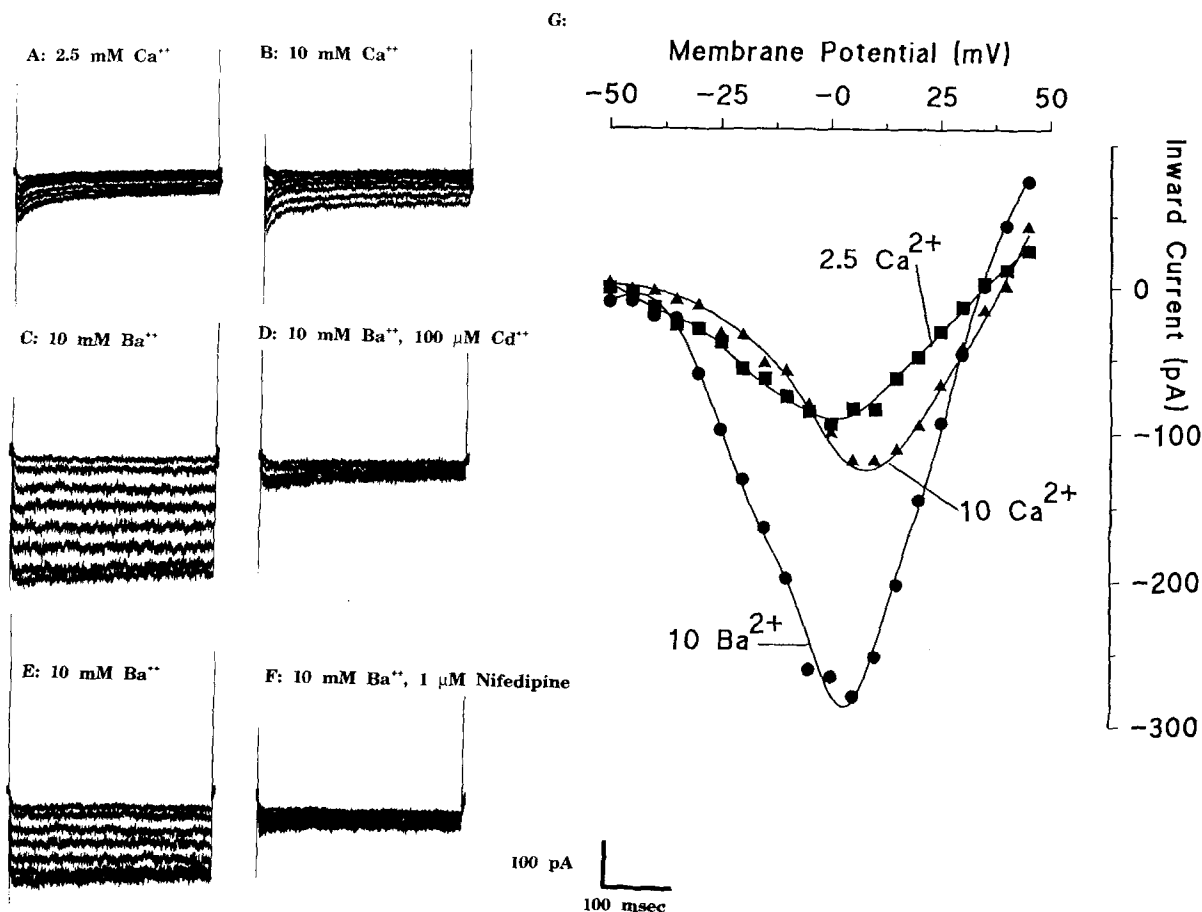 G:
A: 2.5 mM Ca⁺⁺
B: 10 mM Ca⁺⁺
C: 10 mM Ba⁺⁺
D: 10 mM Ba⁺⁺, 100 μM Cd⁺⁺
E: 10 mM Ba⁺⁺
F: 10 mM Ba⁺⁺, 1 μM Nifedipine
100 pA
100 msec
Membrane Potential (mV)
-50 -25 -0 25 50
2.5 Ca²⁺
10 Ca²⁺
10 Ba²⁺
0
-100
-200
-300
Inward Current (pA)